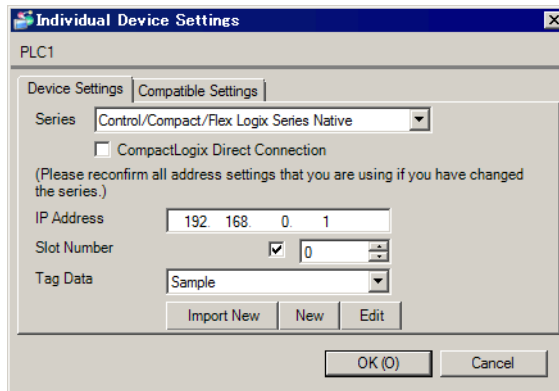 Individual Device Settings
PLC1
Device Settings
Compatible Settings
Series
Control/Compact/Flex Logix Series Native
CompactLogix Direct Connection
(Please reconfirm all address settings that you are using if you have changed
the series.)
IP Address
192. 168. 0. 1
Slot Number
0
Tag Data
Sample
Import New
New
Edit
OK (O)
Cancel